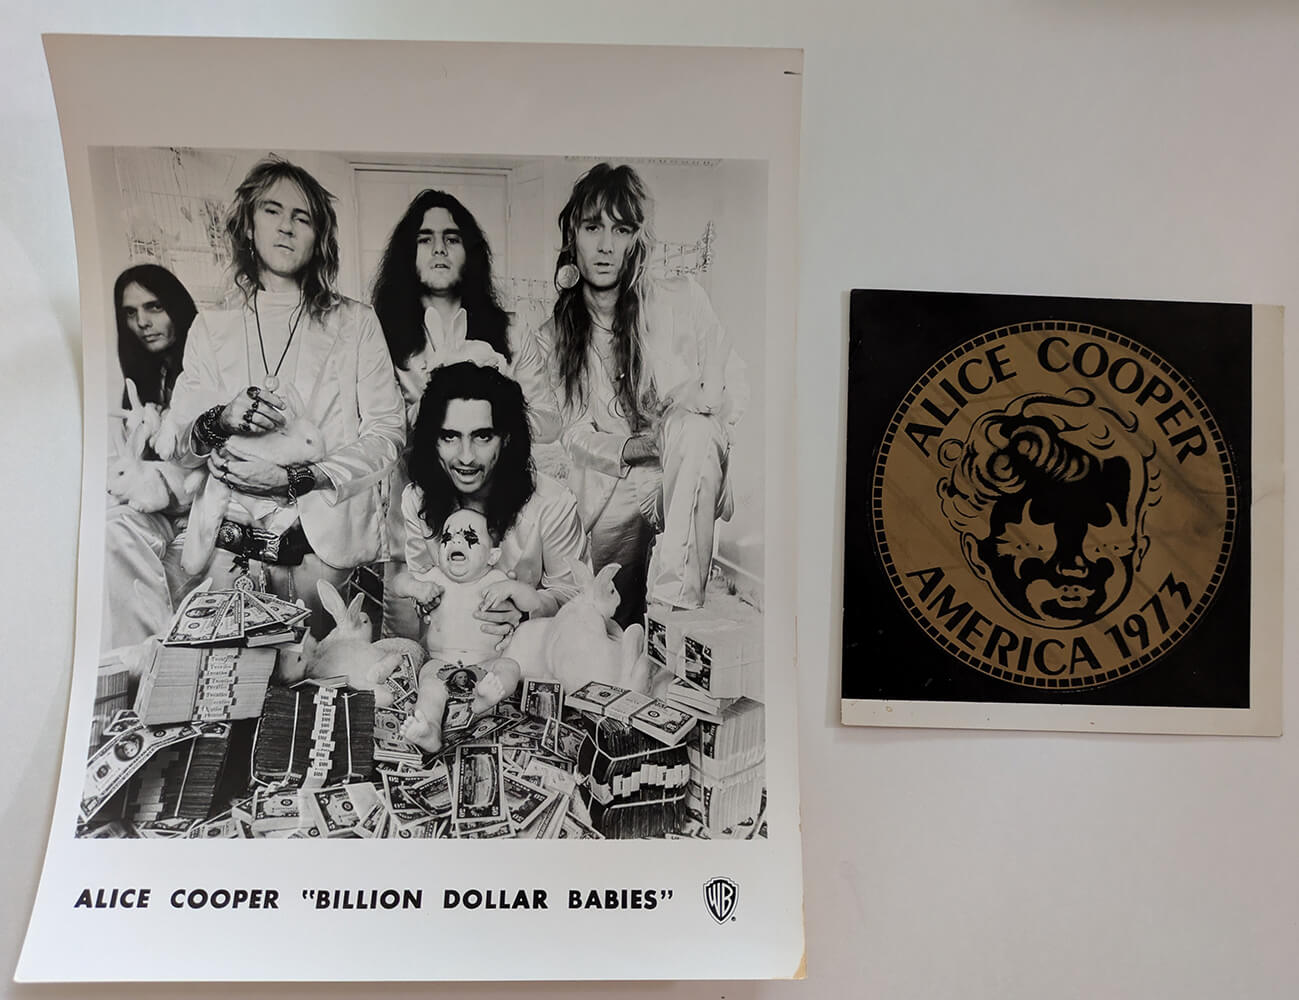 ALICE COOPER "BILLION DOLLAR BABIES"
WB
ALICE COOPER
AMERICA 1973